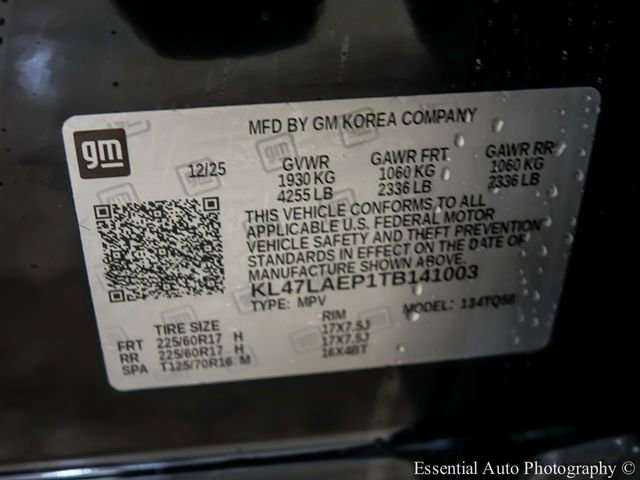 MFD BY GM KOREA COMPANY
gm
12/25 GVWR GAWR FRT GAWR RR
1930 KG 1060 KG 1060 KG
4255 LB 2336 LB 2336 LB
THIS VEHICLE CONFORMS TO ALL
APPLICABLE U.S. FEDERAL MOTOR
VEHICLE SAFETY AND THEFT PREVENTION
STANDARDS IN EFFECT ON THE DATE OF
MANUFACTURE SHOWN ABOVE.
KL47LAEP1TB141003
TYPE: MPV MODEL: 134TQ58
TIRE SIZE RIM
FRT 225/60R17 H 17X7.5J
RR 225/60R17 H 17X7.5J
SPA T125/70R16 M 16X4BT
Essential Auto Photography ©